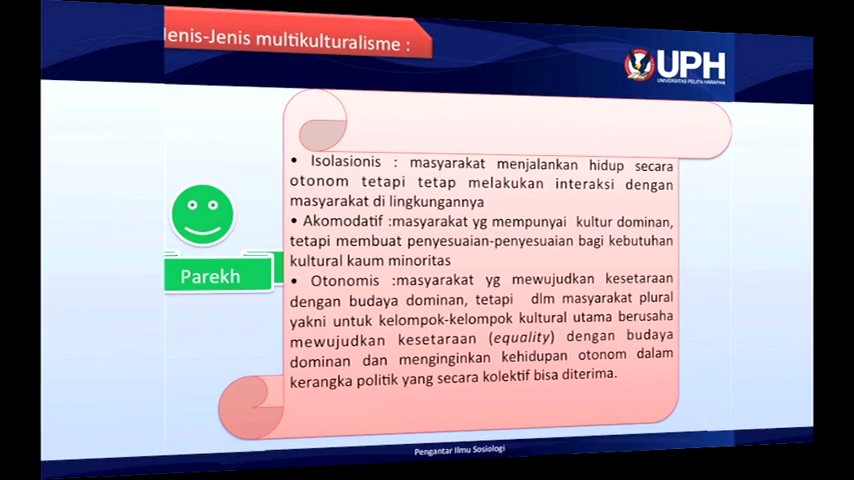 Jenis-Jenis multikulturalisme :
UPH
UNIVERSITAS PELITA HARAPAN
• Isolasionis : masyarakat menjalankan hidup secara
otonom tetapi tetap melakukan interaksi dengan
masyarakat di lingkungannya
• Akomodatif :masyarakat yg mempunyai kultur dominan,
tetapi membuat penyesuaian-penyesuaian bagi kebutuhan
kultural kaum minoritas
• Otonomis :masyarakat yg mewujudkan kesetaraan
dengan budaya dominan, tetapi dlm masyarakat plural
yakni untuk kelompok-kelompok kultural utama berusaha
mewujudkan kesetaraan (equality) dengan budaya
dominan dan menginginkan kehidupan otonom dalam
kerangka politik yang secara kolektif bisa diterima.
Parekh
Pengantar Ilmu Sosiologi